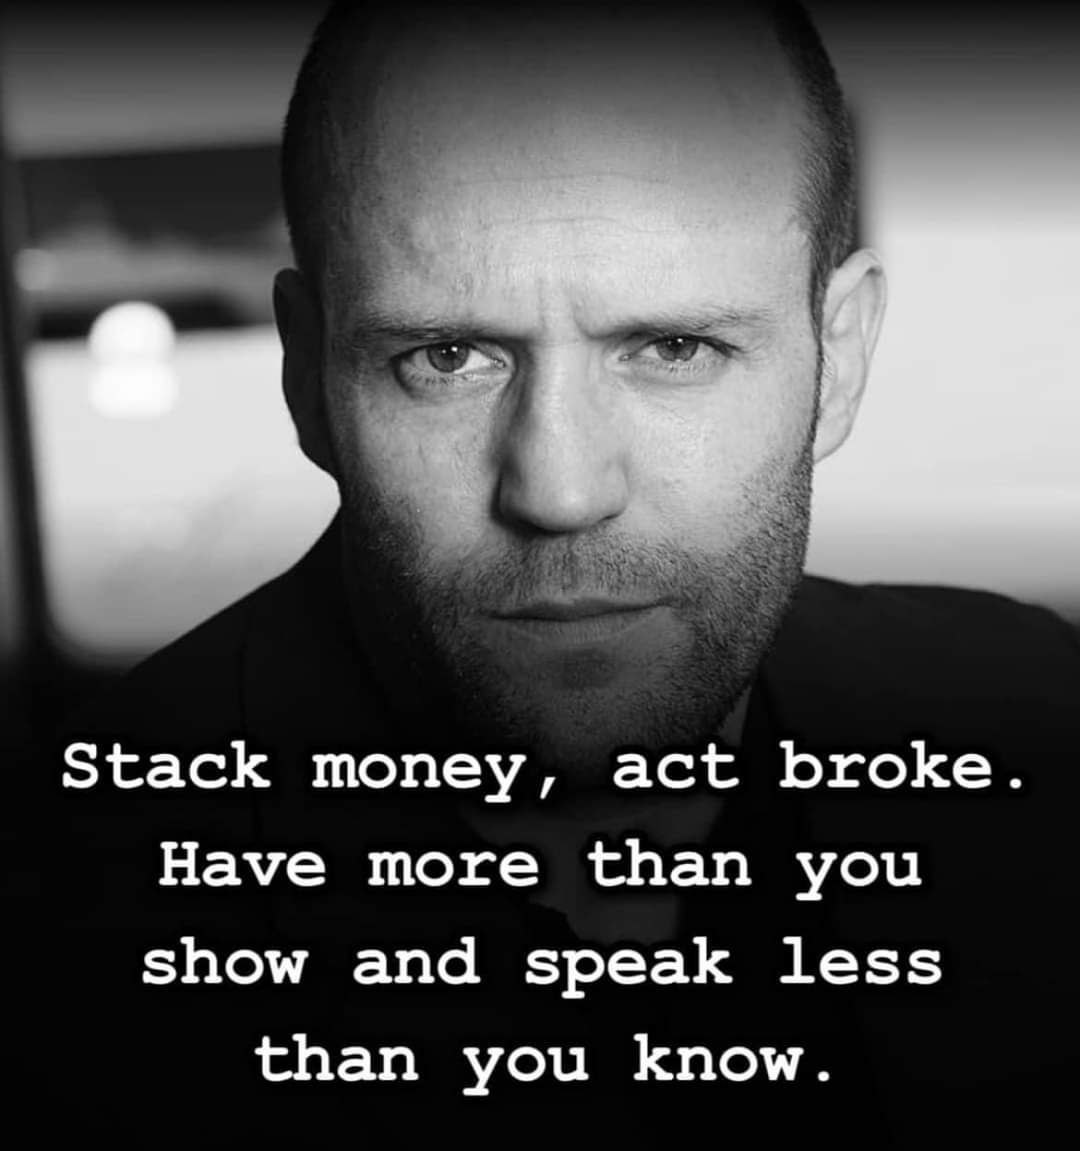 Stack money, act broke.
Have more than you
show and speak less
than you know.